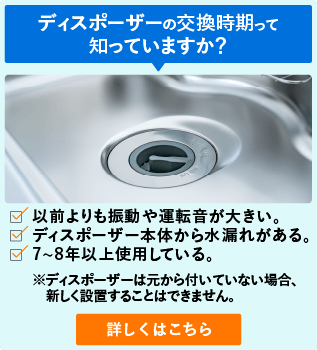 ディスポーザーの交換時期って
知っていますか?
以前よりも振動や運転音が大きい。
ディスポーザー本体から水漏れがある。
7~8年以上使用している。
※ディスポーザーは元から付いていない場合、
新しく設置することはできません。
詳しくはこちら